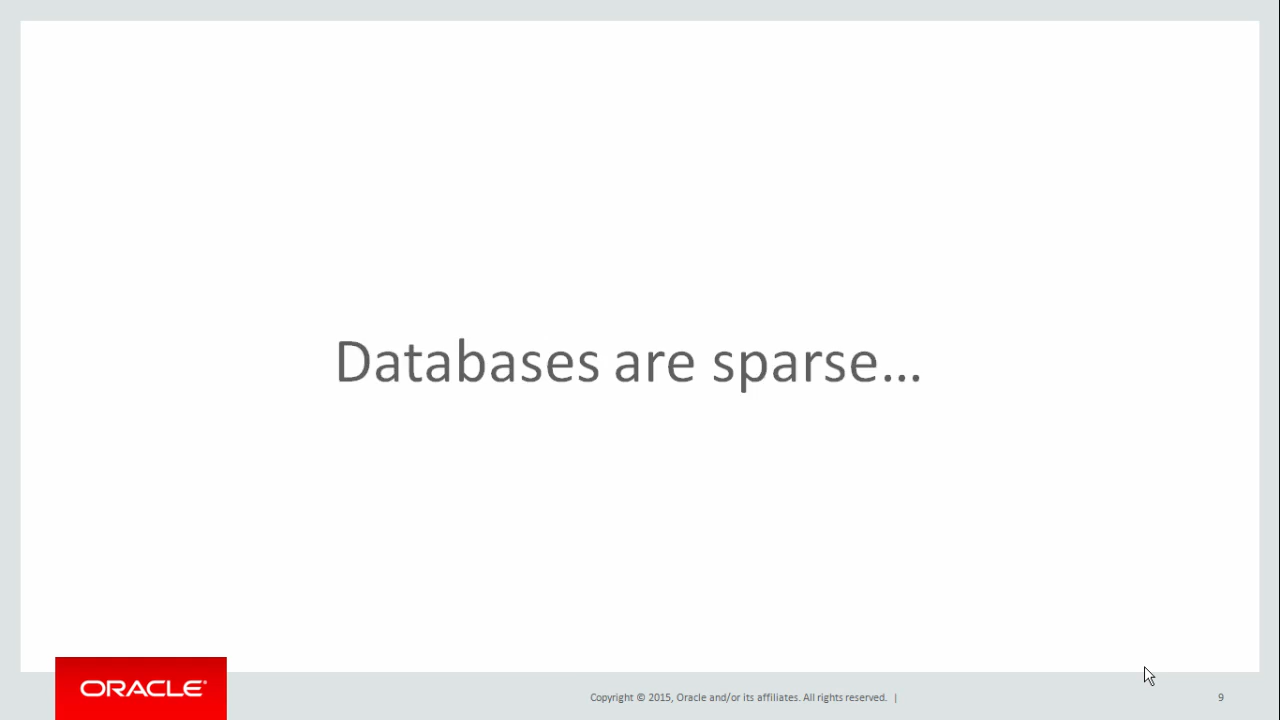 Databases are sparse...
ORACLE®
Copyright © 2015, Oracle and/or its affiliates. All rights reserved. |
9